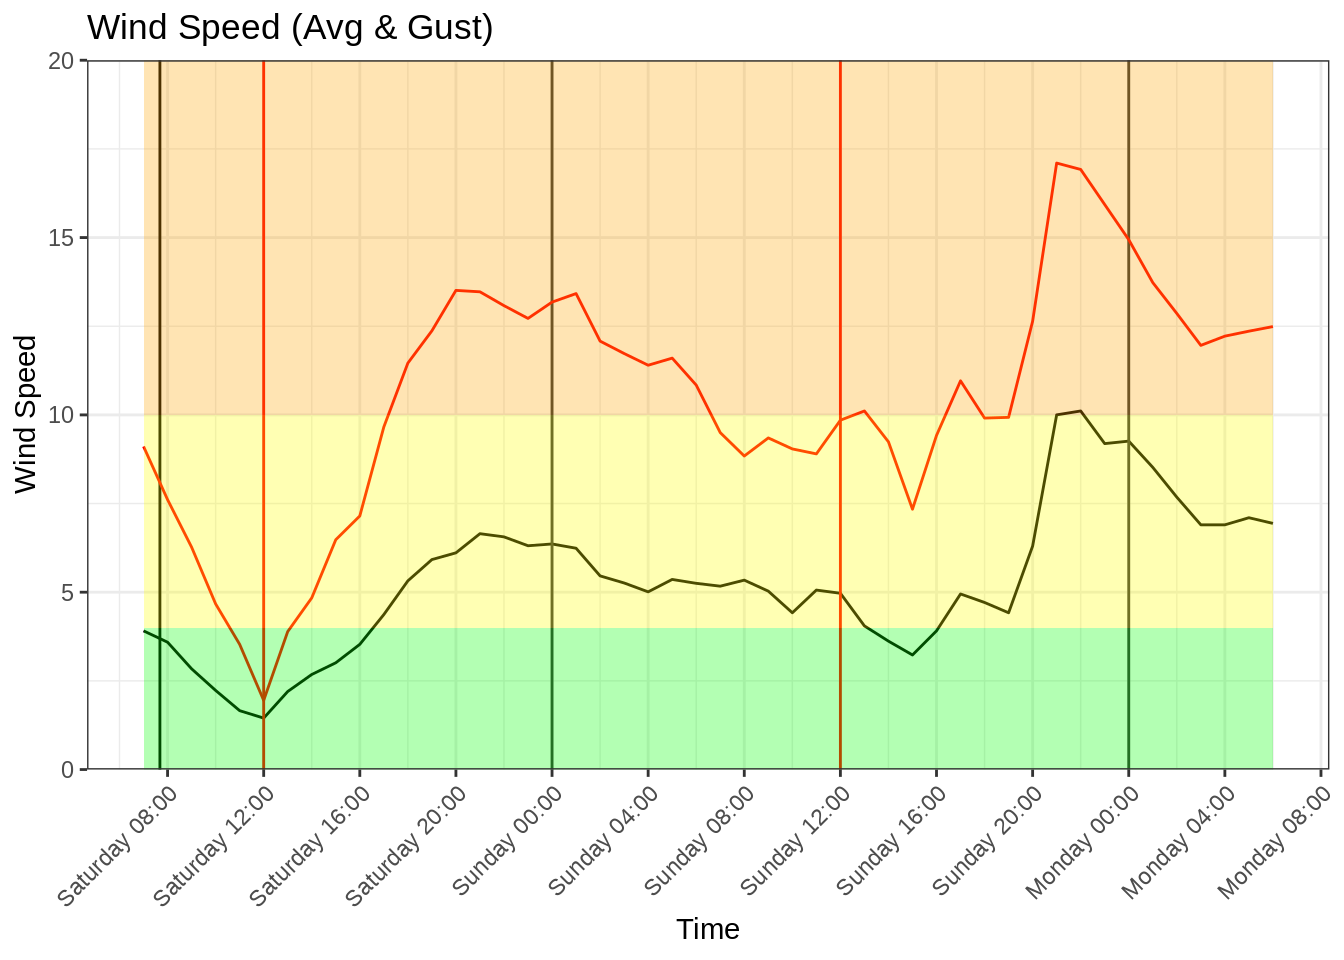 Wind Speed (Avg & Gust)
20
15
10
5
0
Wind Speed
Saturday 08:00
Saturday 12:00
Saturday 16:00
Saturday 20:00
Sunday 00:00
Sunday 04:00
Sunday 08:00
Sunday 12:00
Sunday 16:00
Sunday 20:00
Monday 00:00
Monday 04:00
Monday 08:00
Time